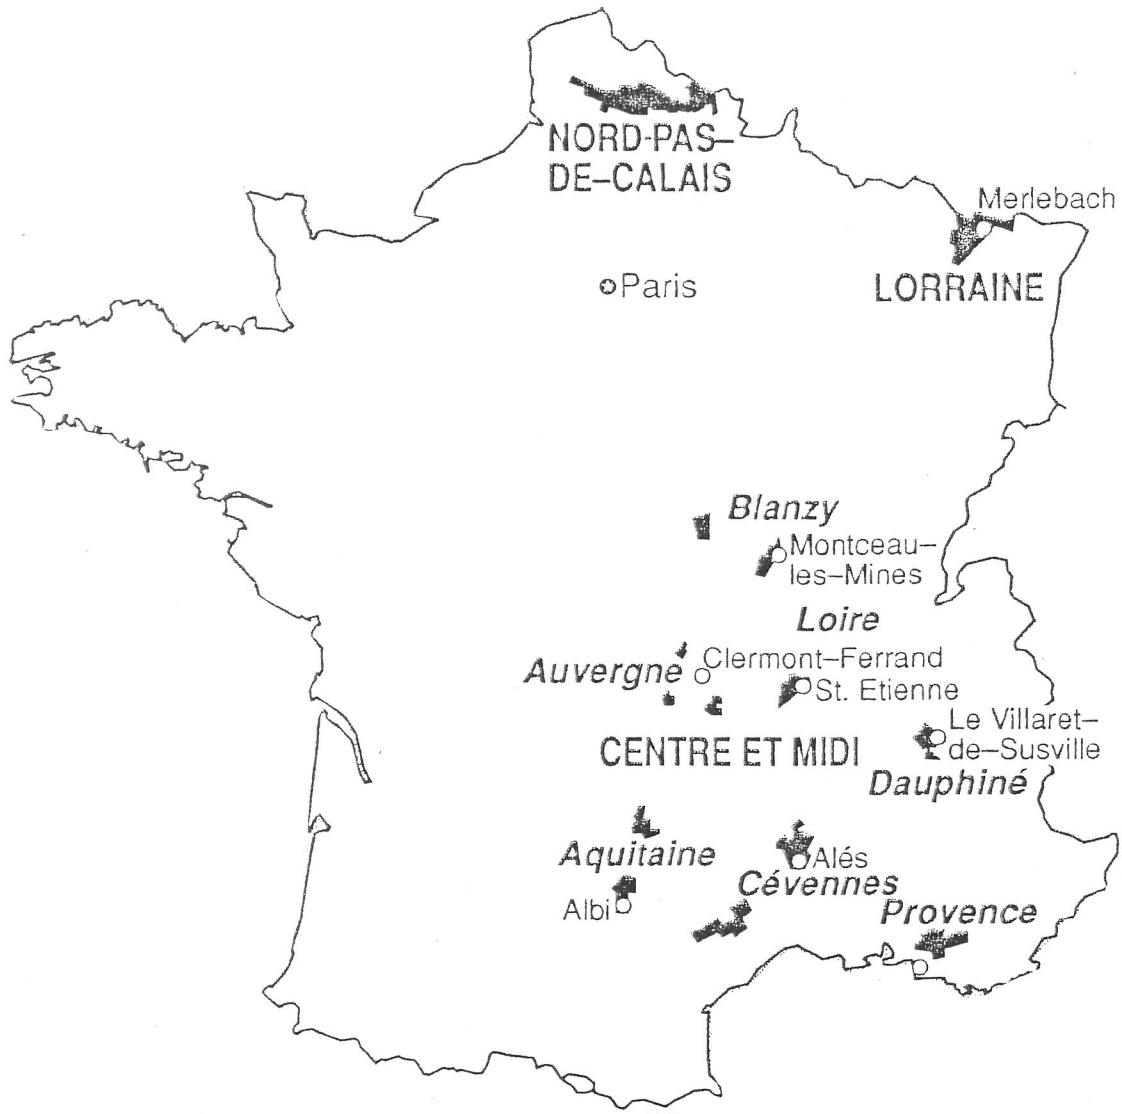 NORD-PAS-
DE-CALAIS
Merlebach
LORRAINE
Paris
Blanzy
Montceau-
les-Mines
Loire
Clermont-Ferrand
Auvergne
St. Etienne
Le Villaret-
de-Susville
CENTRE ET MIDI
Dauphiné
Aquitaine
Alés
Cévennes
Albi
Provence